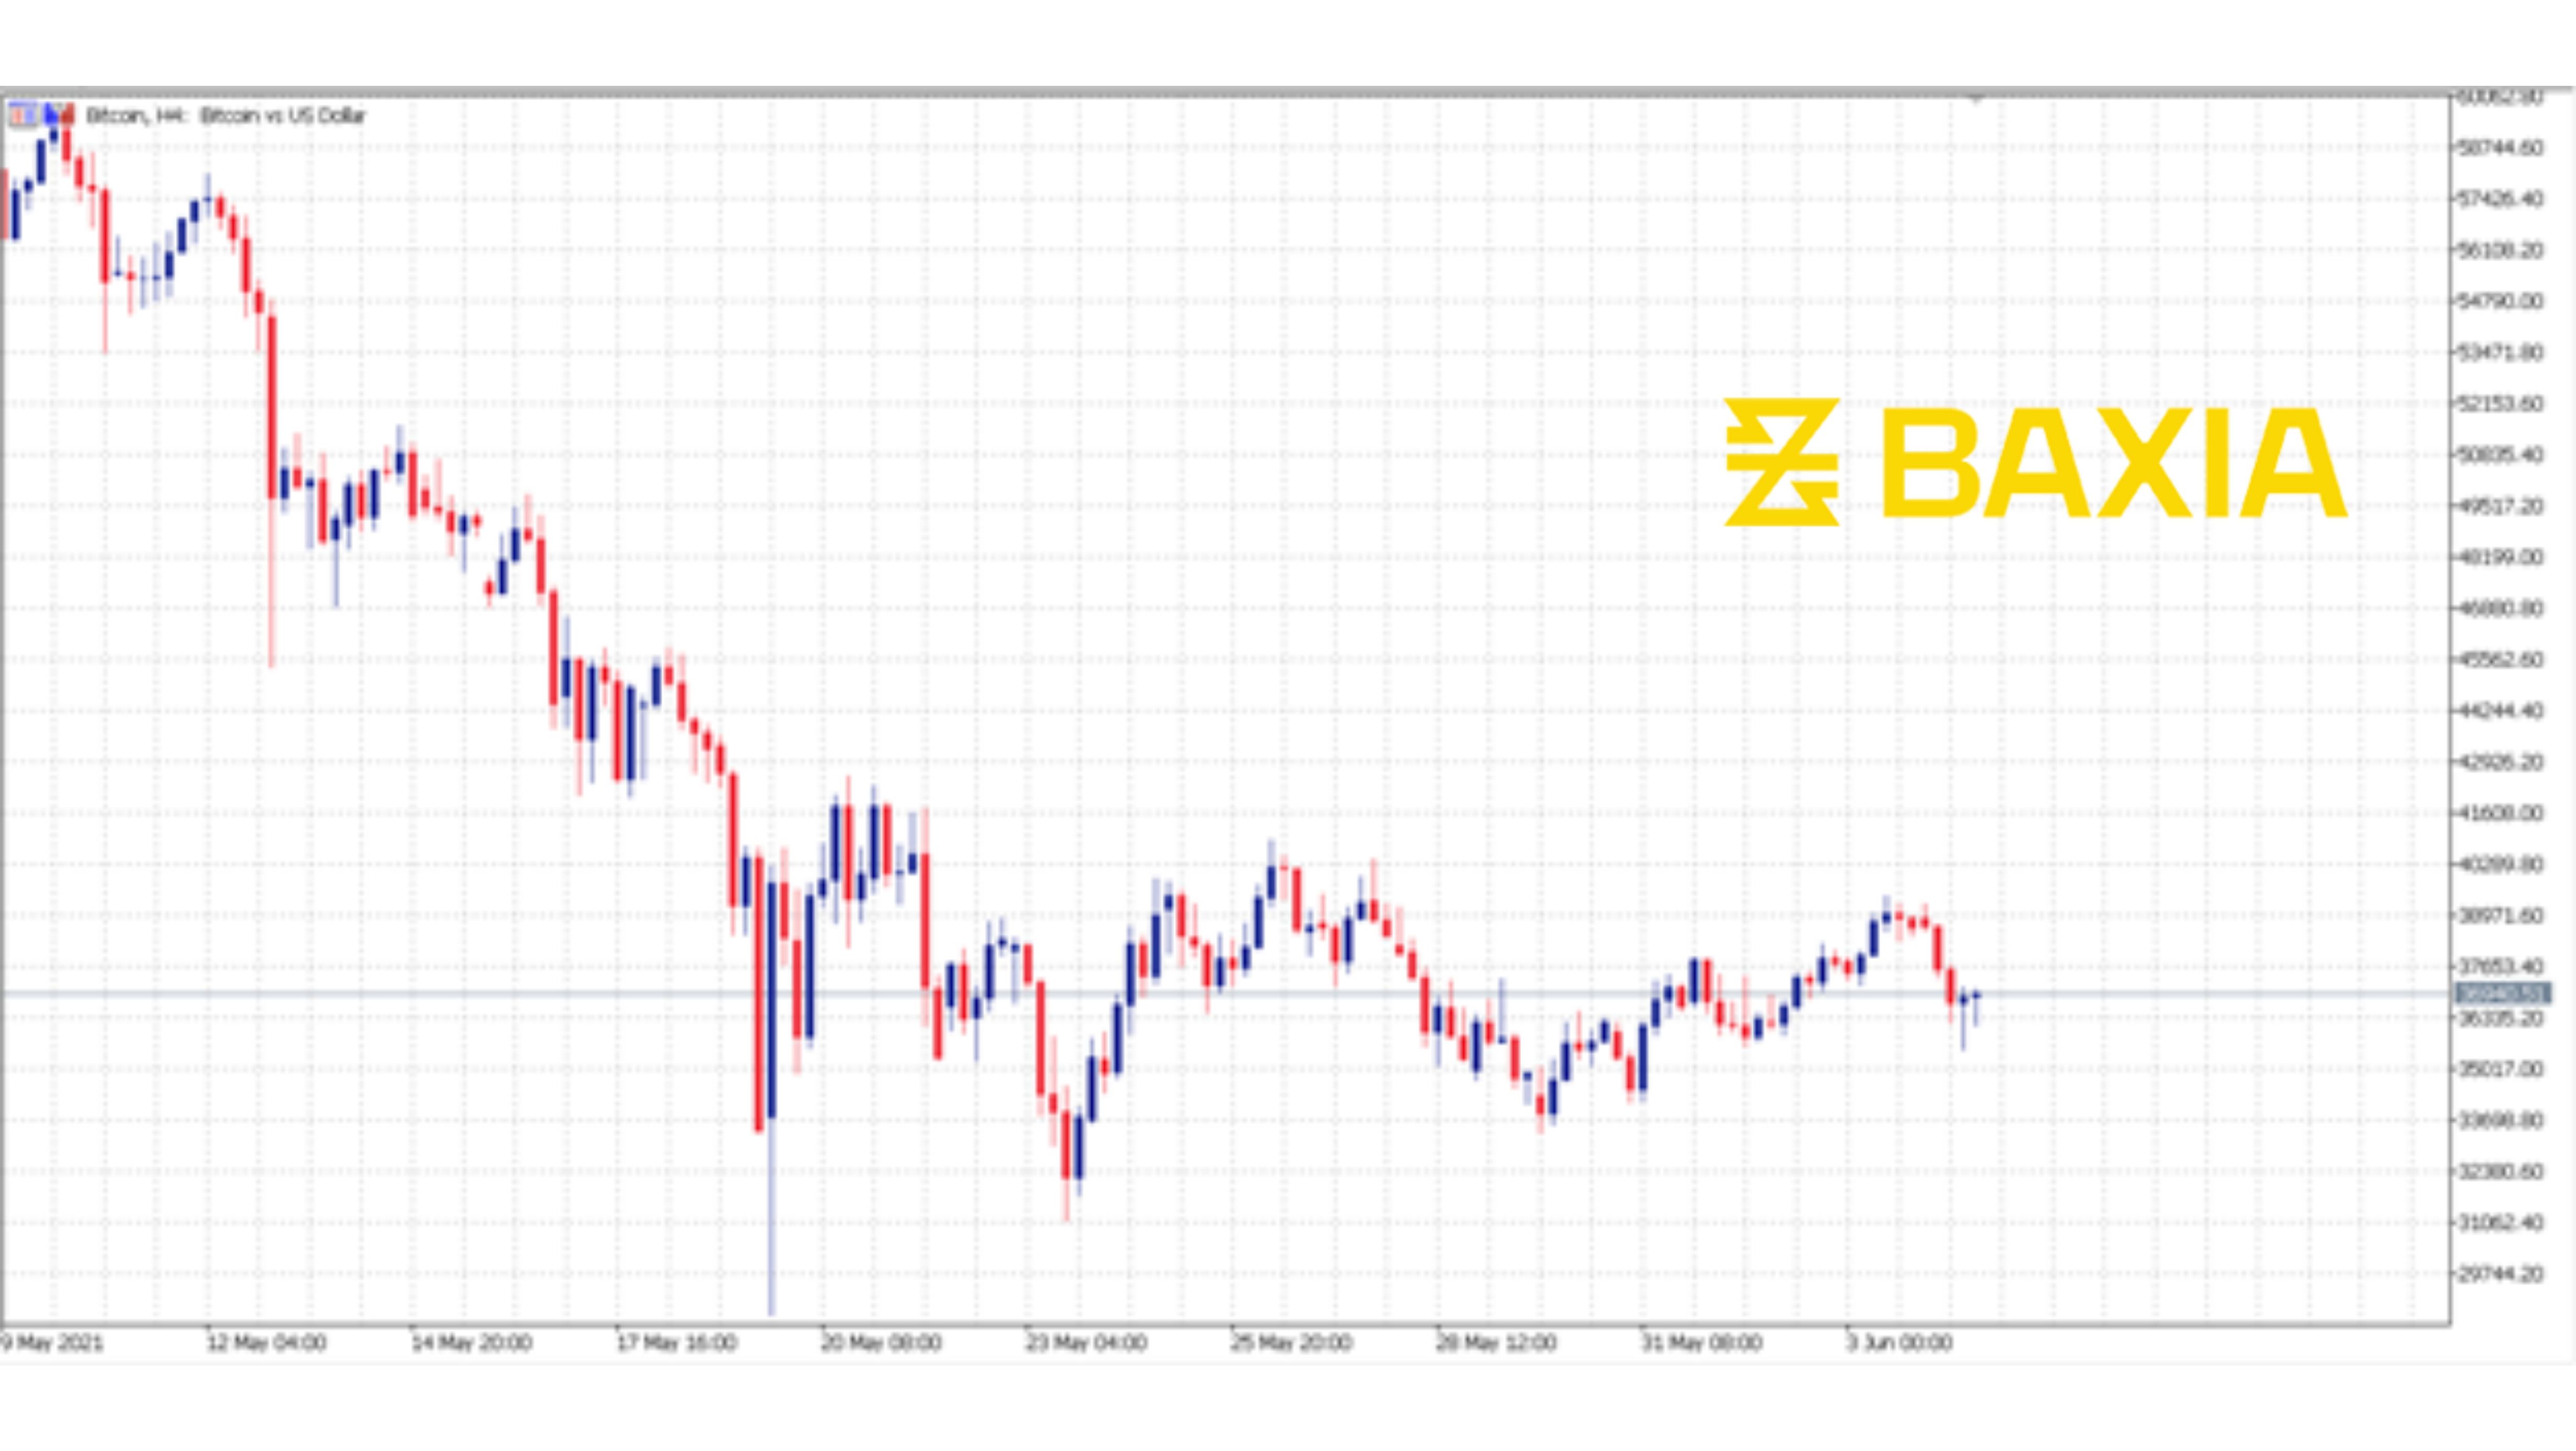 Bitcoin, H4: Bitcoin vs US Dollar
60062.80
58744.60
57426.40
56108.20
54790.00
53471.80
52153.60
BAXIA
50835.40
49517.20
48199.00
46880.80
45562.60
44244.40
42926.20
41608.00
40289.80
38971.60
37653.40
36940.51
36335.20
35017.00
33698.80
32380.60
31062.40
29744.20
9 May 2021
12 May 04:00
14 May 20:00
17 May 16:00
20 May 08:00
23 May 04:00
25 May 20:00
28 May 12:00
31 May 08:00
3 Jun 00:00